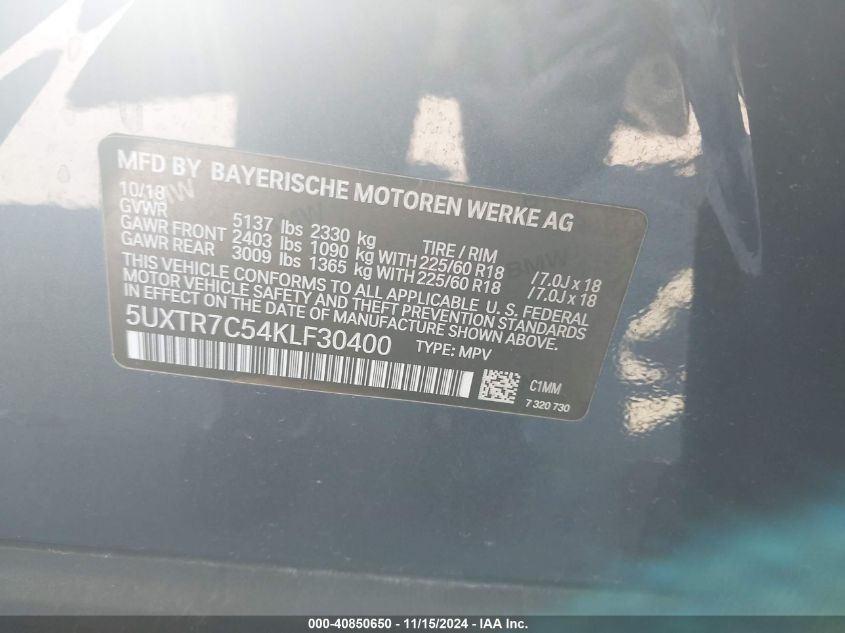 MFD BY BAYERISCHE MOTOREN WERKE AG
10/18
GVWR 5137 lbs 2330 kg TIRE / RIM
GAWR FRONT 2403 lbs 1090 kg WITH 225/60 R18 /7.0J x 18
GAWR REAR 3009 lbs 1365 kg WITH 225/60 R18 /7.0J x 18
THIS VEHICLE CONFORMS TO ALL APPLICABLE U. S. FEDERAL
MOTOR VEHICLE SAFETY AND THEFT PREVENTION STANDARDS
IN EFFECT ON THE DATE OF MANUFACTURE SHOWN ABOVE.
5UXTR7C54KLF30400 TYPE: MPV
C1MM
7 320 730
BMW
BMW
BMW
000-40850650 - 11/15/2024 - IAA Inc.